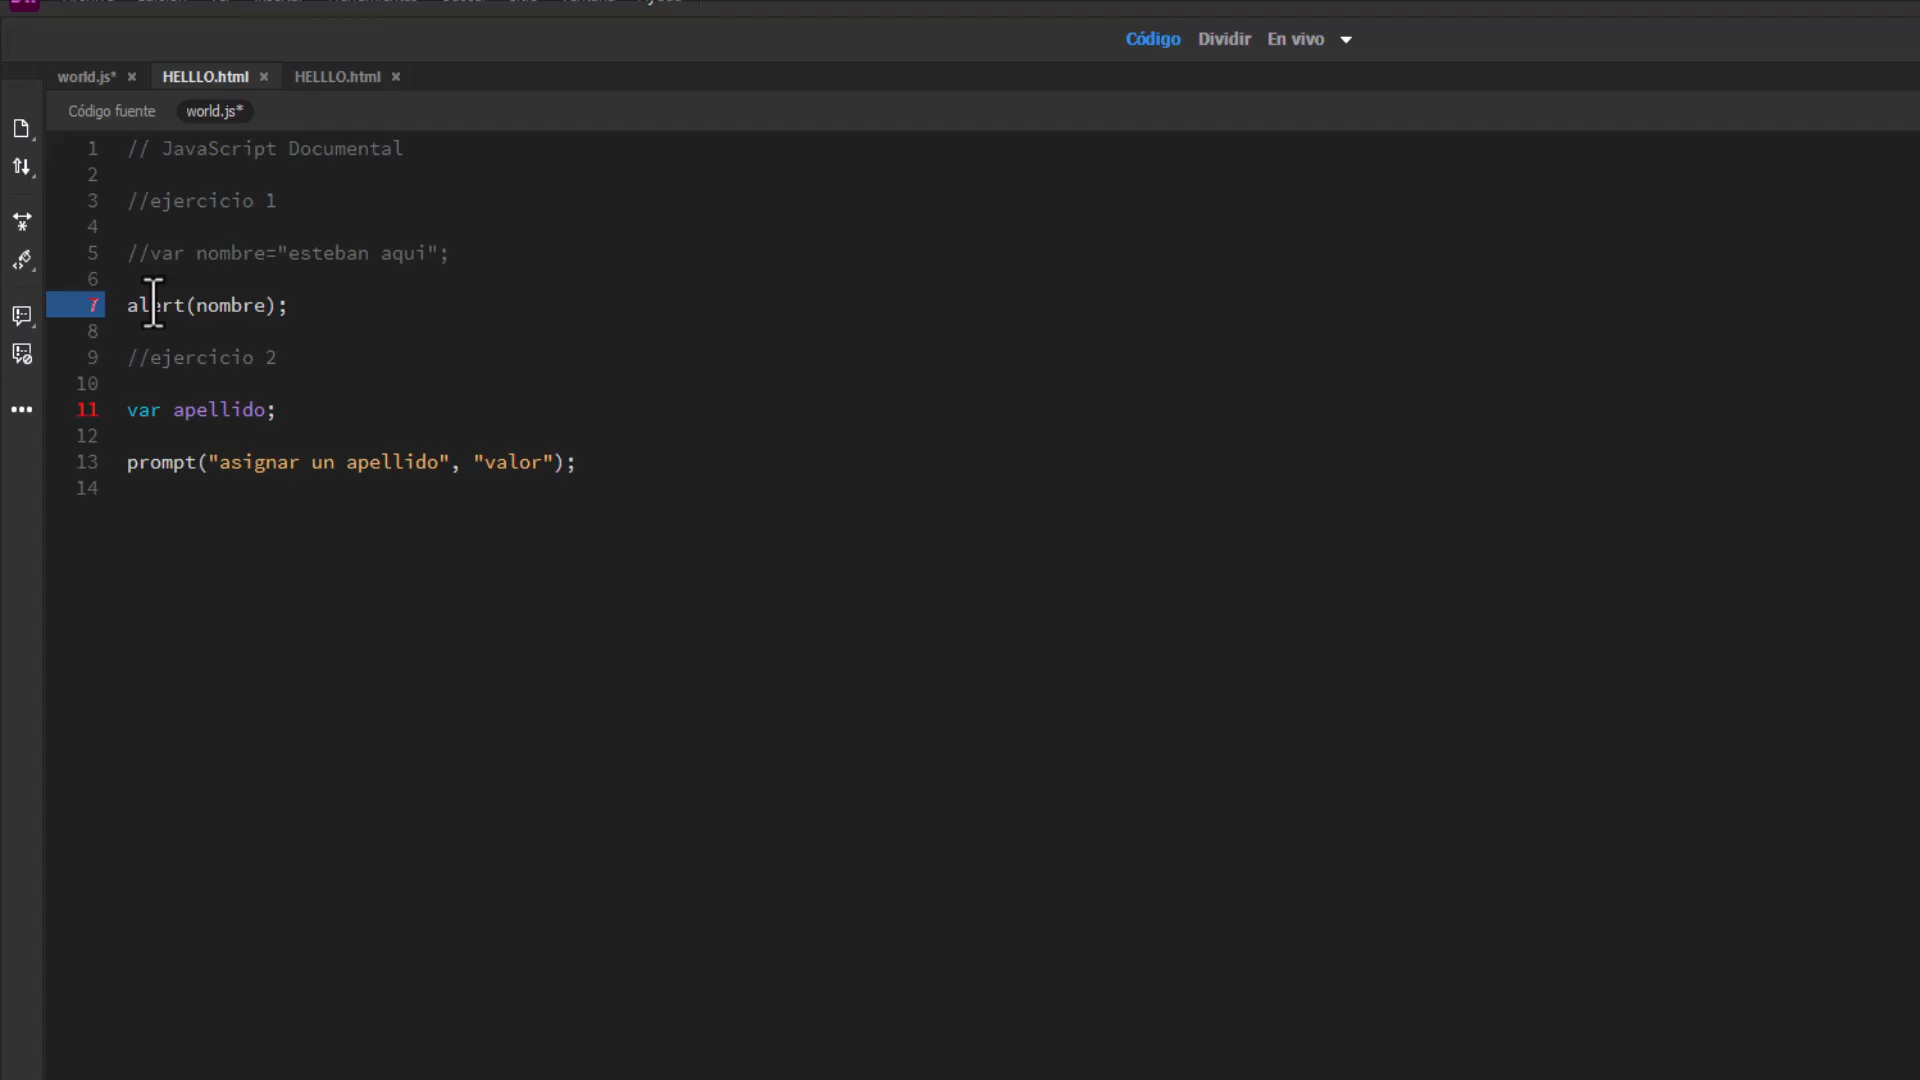 Código Dividir En vivo
world.js* × HELLLO.html × HELLLO.html ×
Código fuente world.js*
1 // JavaScript Documental
2
3 //ejercicio 1
4
5 //var nombre="esteban aqui";
6
7 alert(nombre);
8
9 //ejercicio 2
10
11 var apellido;
12
13 prompt("asignar un apellido", "valor");
14